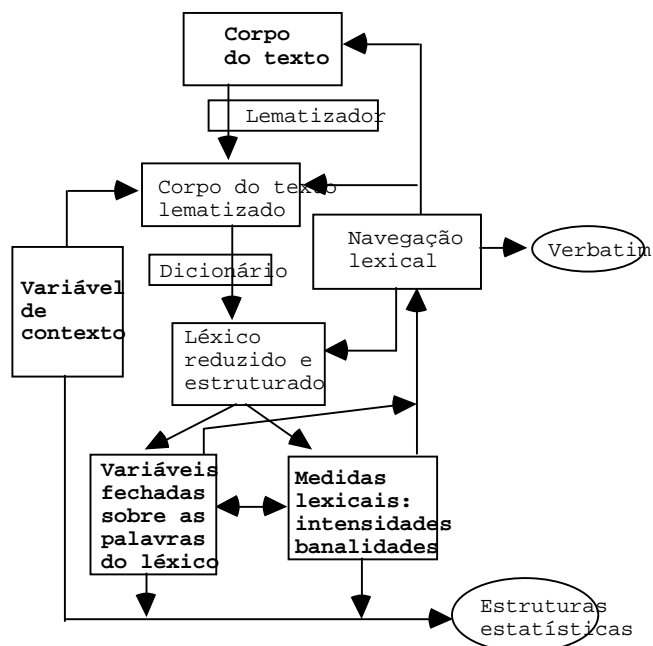 Corpo
do texto
Lematizador
Corpo do texto
lematizado
Navegação
lexical
Verbatim
Dicionário
Variável
de
contexto
Léxico
reduzido e
estruturado
Variáveis
fechadas
sobre as
palavras
do léxico
Medidas
lexicais:
intensidades
banalidades
Estruturas
estatísticas